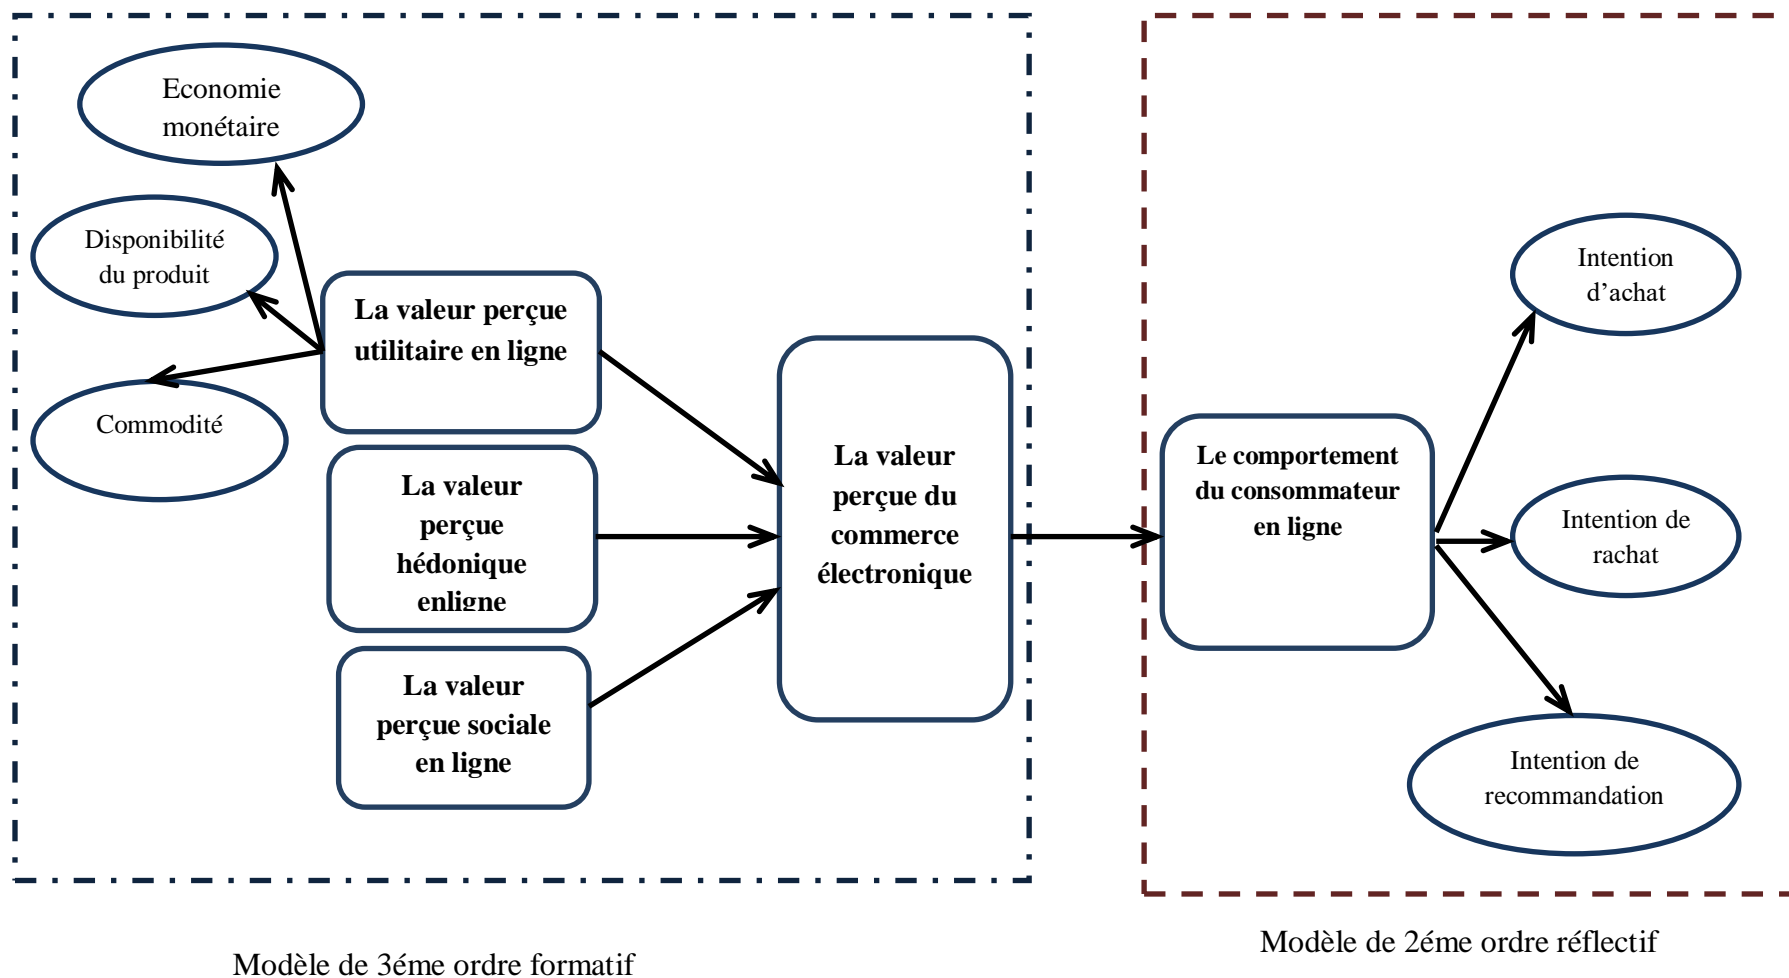 Economie
monétaire
Disponibilité
du produit
Commodité
La valeur perçue
utilitaire en ligne
La valeur
perçue
hédonique
enligne
La valeur
perçue sociale
en ligne
La valeur
perçue du
commerce
électronique
Le comportement
du consommateur
en ligne
Intention
d’achat
Intention de
rachat
Intention de
recommandation
Modèle de 3éme ordre formatif
Modèle de 2éme ordre réflectif